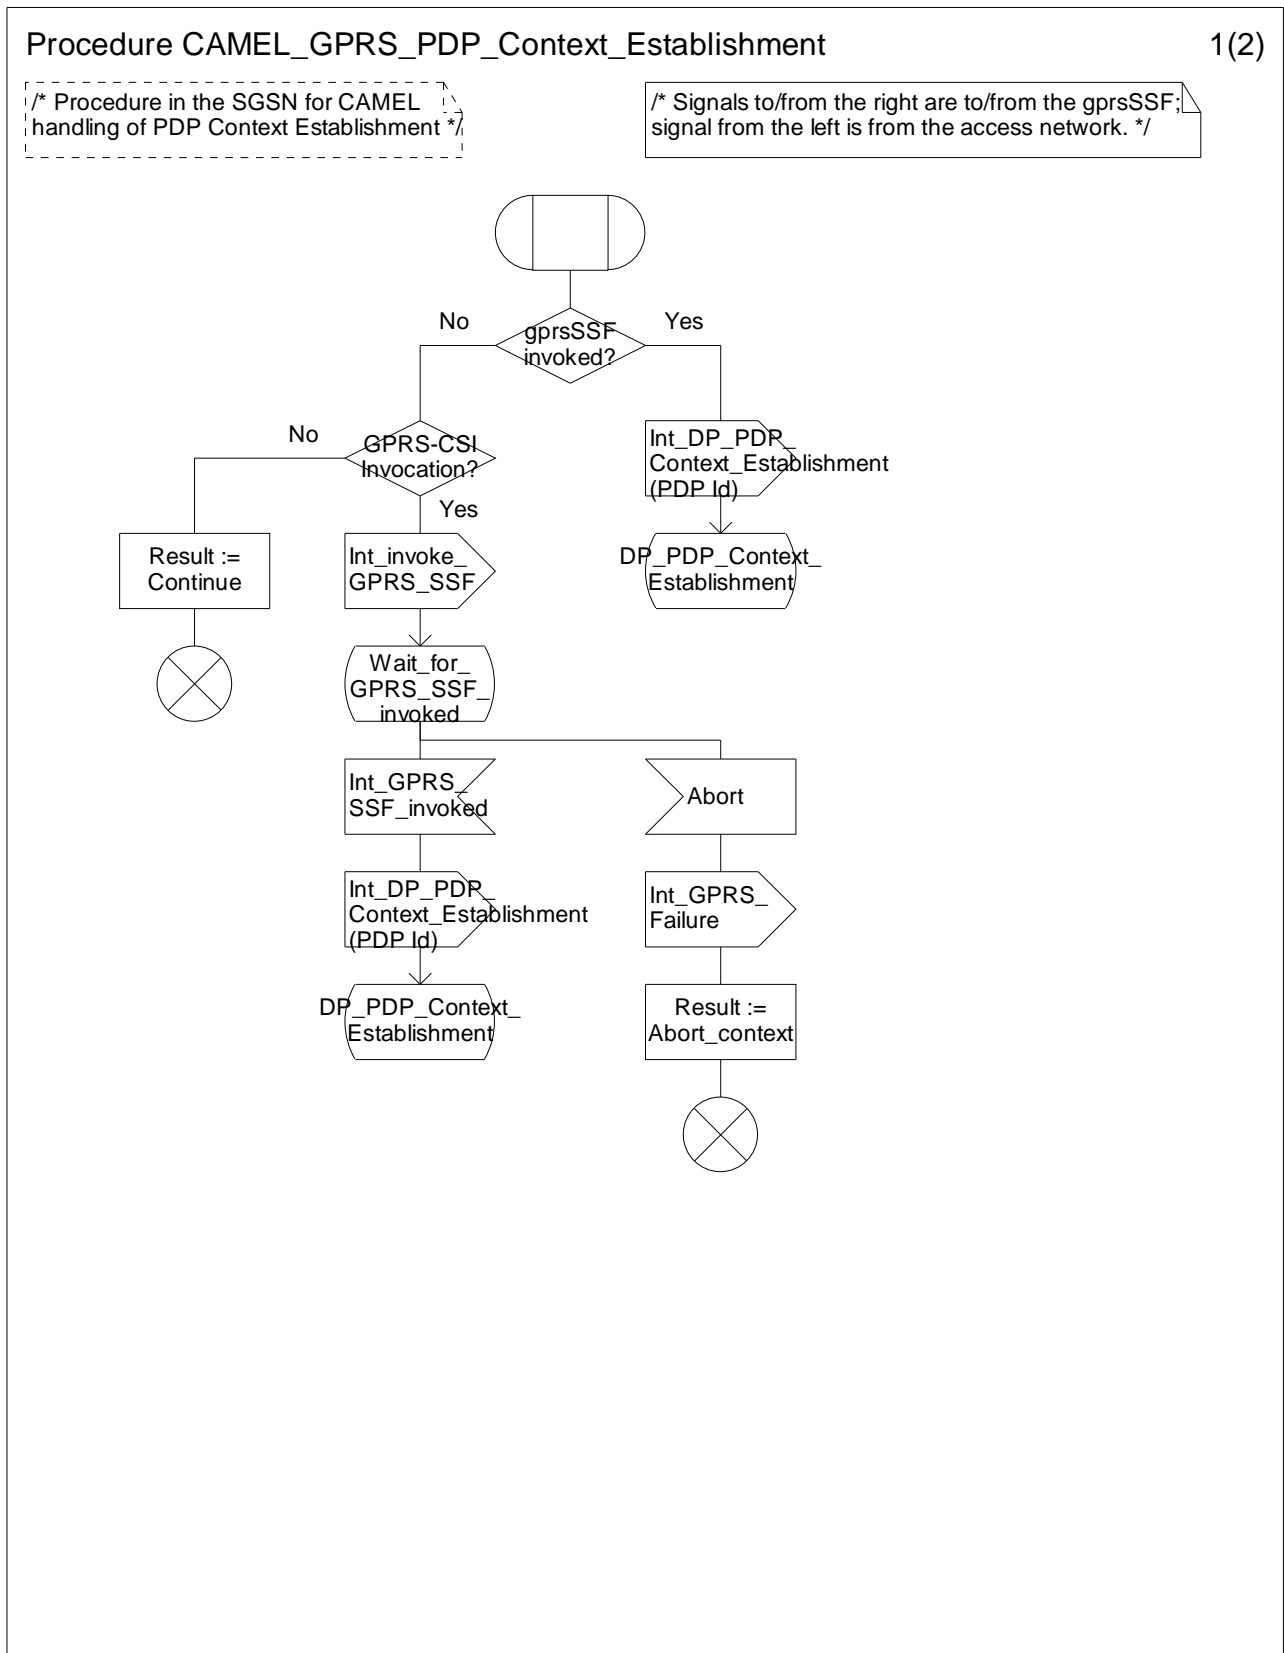 Procedure CAMEL_GPRS_PDP_Context_Establishment
1(2)
/* Procedure in the SGSN for CAMEL
handling of PDP Context Establishment */
/* Signals to/from the right are to/from the gprsSSF;
signal from the left is from the access network. */
No
gprsSSF
invoked?
Yes
No
GPRS-CSI
Invocation?
Yes
Int_DP_PDP_
Context_Establishment
(PDP Id)
Result :=
Continue
Int_invoke_
GPRS_SSF
DP_PDP_Context_
Establishment
Wait_for_
GPRS_SSF_
invoked
Int_GPRS_
SSF_invoked
Abort
Int_DP_PDP_
Context_Establishment
(PDP Id)
Int_GPRS_
Failure
DP_PDP_Context_
Establishment
Result :=
Abort_context